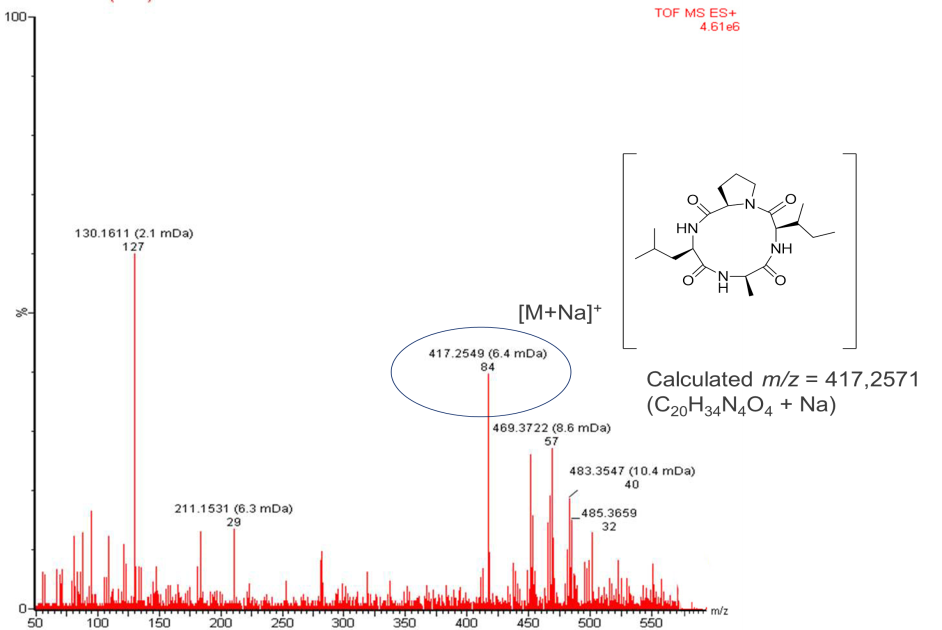 TOF MS ES+
4.61e6
100
%
0
130.1611 (2.1 mDa)
127
211.1531 (6.3 mDa)
29
[M+Na]+
417.2549 (6.4 mDa)
84
469.3722 (8.6 mDa)
57
483.3547 (10.4 mDa)
40
485.3659
32
O
N
O
HN
NH
O
N
H
O
Calculated m/z = 417,2571
(C20H34N4O4 + Na)
50 100 150 200 250 300 350 400 450 500 550 m/z